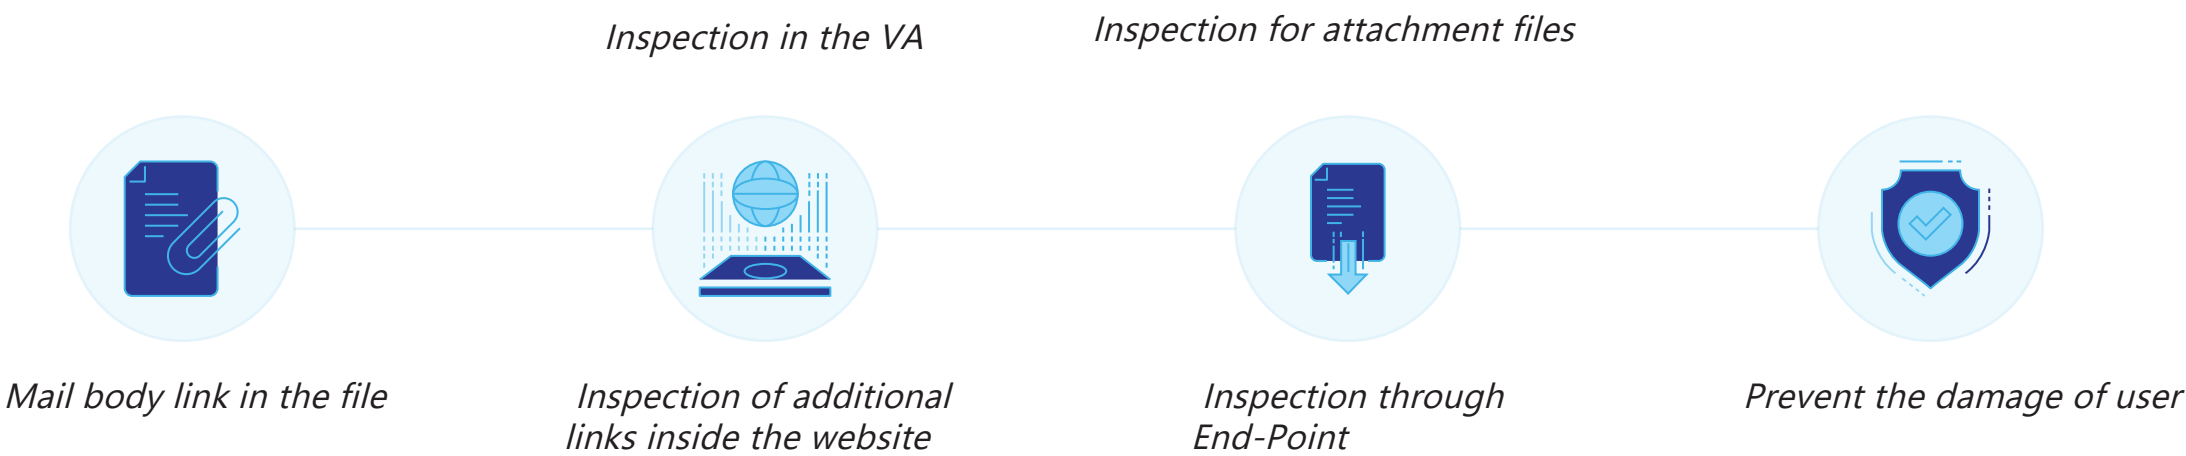 Inspection in the VA
Inspection for attachment files
Mail body link in the file
Inspection of additional
links inside the website
Inspection through
End-Point
Prevent the damage of user